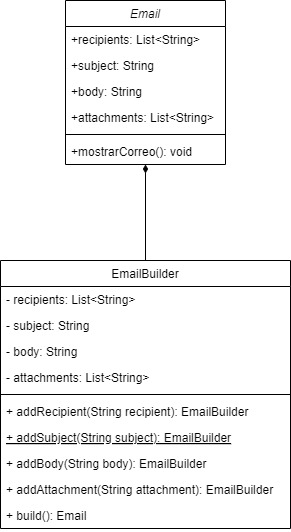 Email
+recipients: List<String>
+subject: String
+body: String
+attachments: List<String>
+mostrarCorreo(): void
EmailBuilder
- recipients: List<String>
- subject: String
- body: String
- attachments: List<String>
+ addRecipient(String recipient): EmailBuilder
+ addSubject(String subject): EmailBuilder
+ addBody(String body): EmailBuilder
+ addAttachment(String attachment): EmailBuilder
+ build(): Email